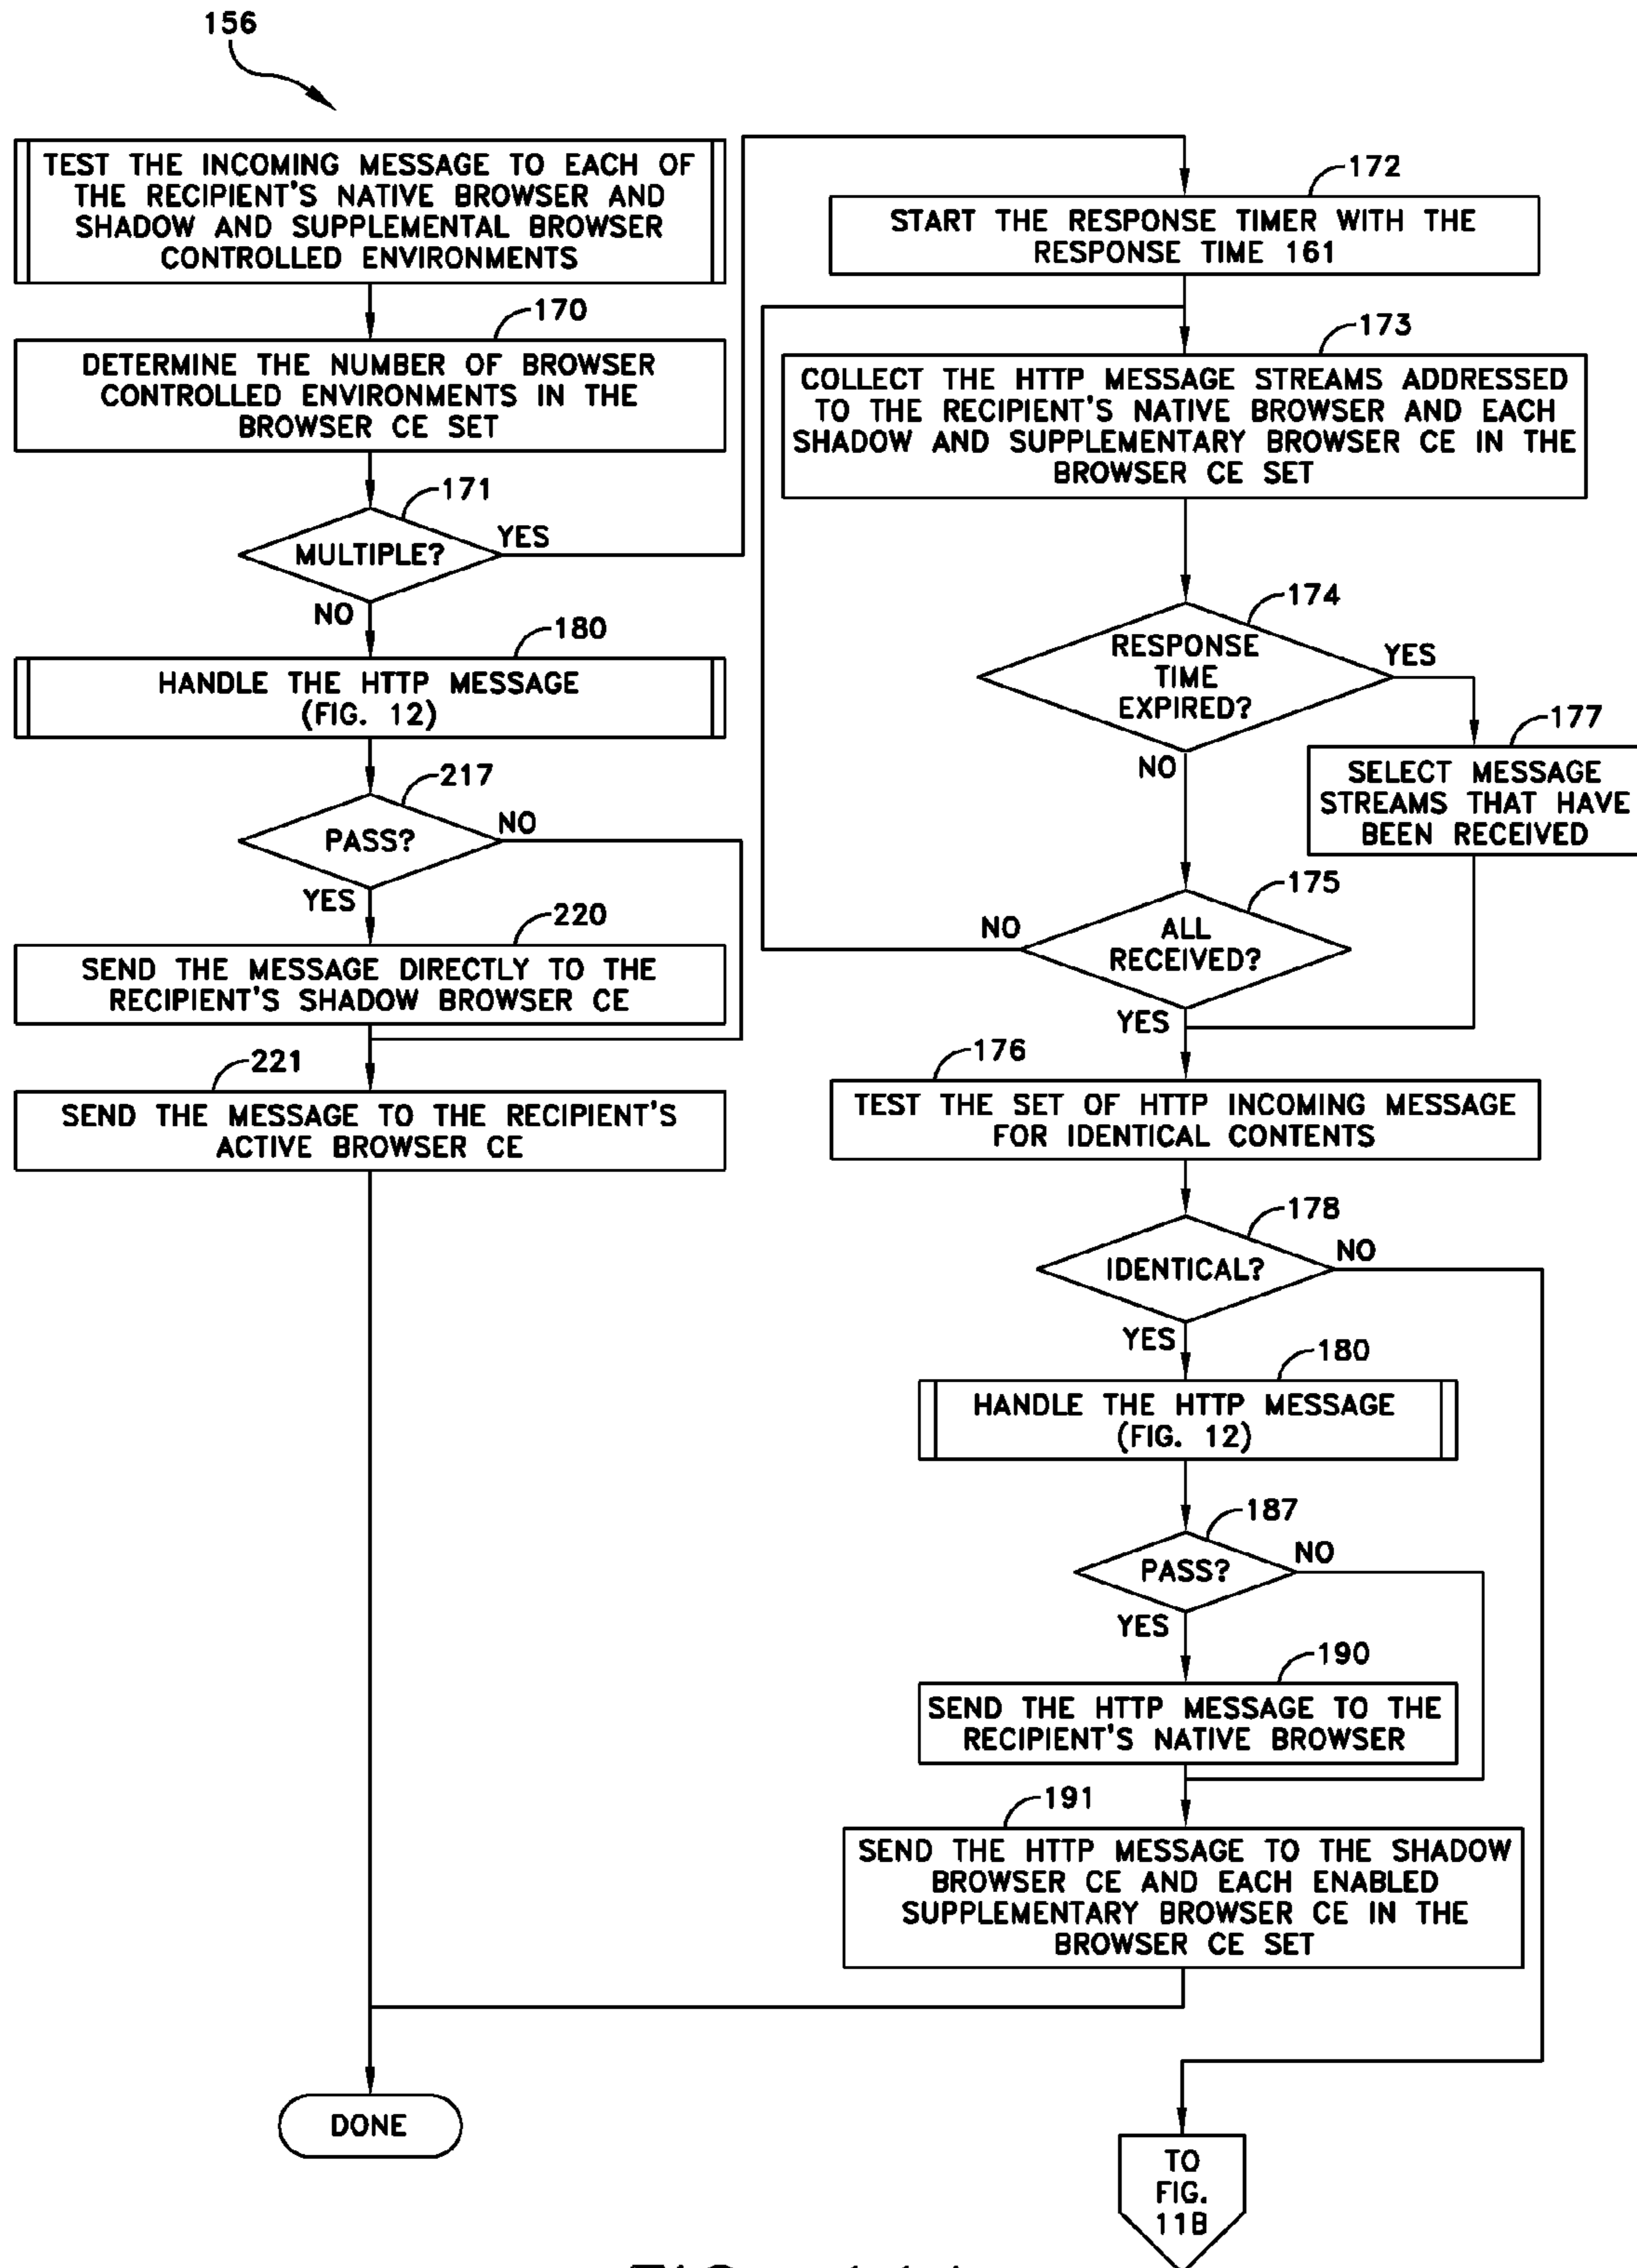 156
TEST THE INCOMING MESSAGE TO EACH OF
THE RECIPIENT'S NATIVE BROWSER AND
SHADOW AND SUPPLEMENTAL BROWSER
CONTROLLED ENVIRONMENTS
170
DETERMINE THE NUMBER OF BROWSER
CONTROLLED ENVIRONMENTS IN THE
BROWSER CE SET
171
MULTIPLE?
YES
NO
180
HANDLE THE HTTP MESSAGE
(FIG. 12)
217
PASS?
NO
YES
220
SEND THE MESSAGE DIRECTLY TO THE
RECIPIENT'S SHADOW BROWSER CE
221
SEND THE MESSAGE TO THE RECIPIENT'S
ACTIVE BROWSER CE
172
START THE RESPONSE TIMER WITH THE
RESPONSE TIME 161
173
COLLECT THE HTTP MESSAGE STREAMS ADDRESSED
TO THE RECIPIENT'S NATIVE BROWSER AND EACH
SHADOW AND SUPPLEMENTARY BROWSER CE IN THE
BROWSER CE SET
174
RESPONSE
TIME
EXPIRED?
YES
NO
177
SELECT MESSAGE
STREAMS THAT HAVE
BEEN RECEIVED
175
ALL
RECEIVED?
NO
YES
176
TEST THE SET OF HTTP INCOMING MESSAGE
FOR IDENTICAL CONTENTS
178
IDENTICAL?
NO
YES
180
HANDLE THE HTTP MESSAGE
(FIG. 12)
187
PASS?
NO
YES
190
SEND THE HTTP MESSAGE TO THE
RECIPIENT'S NATIVE BROWSER
191
SEND THE HTTP MESSAGE TO THE SHADOW
BROWSER CE AND EACH ENABLED
SUPPLEMENTARY BROWSER CE IN THE
BROWSER CE SET
DONE
TO
FIG.
11B